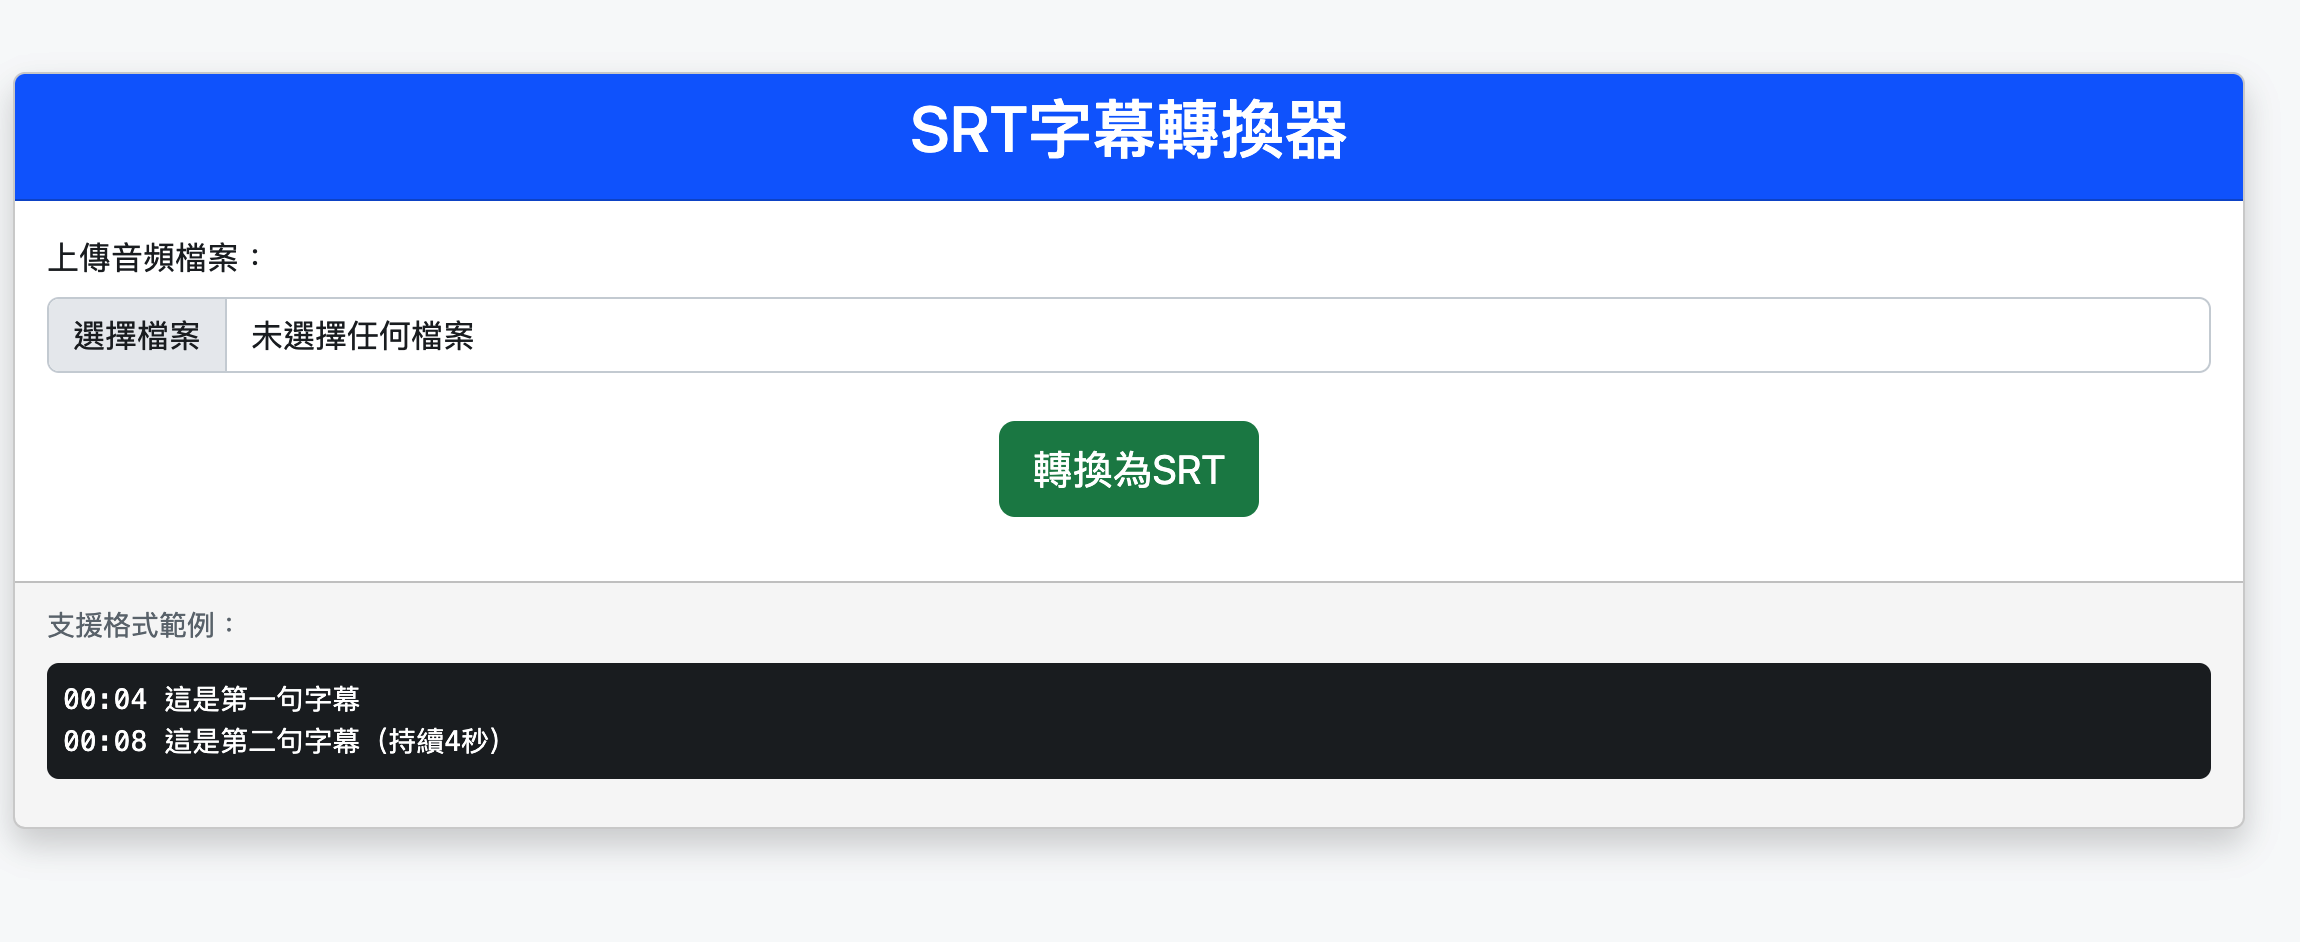 SRT字幕轉換器
上傳音頻檔案：
選擇檔案 未選擇任何檔案
轉換為SRT
支援格式範例：
00:04 這是第一句字幕
00:08 這是第二句字幕（持續4秒）